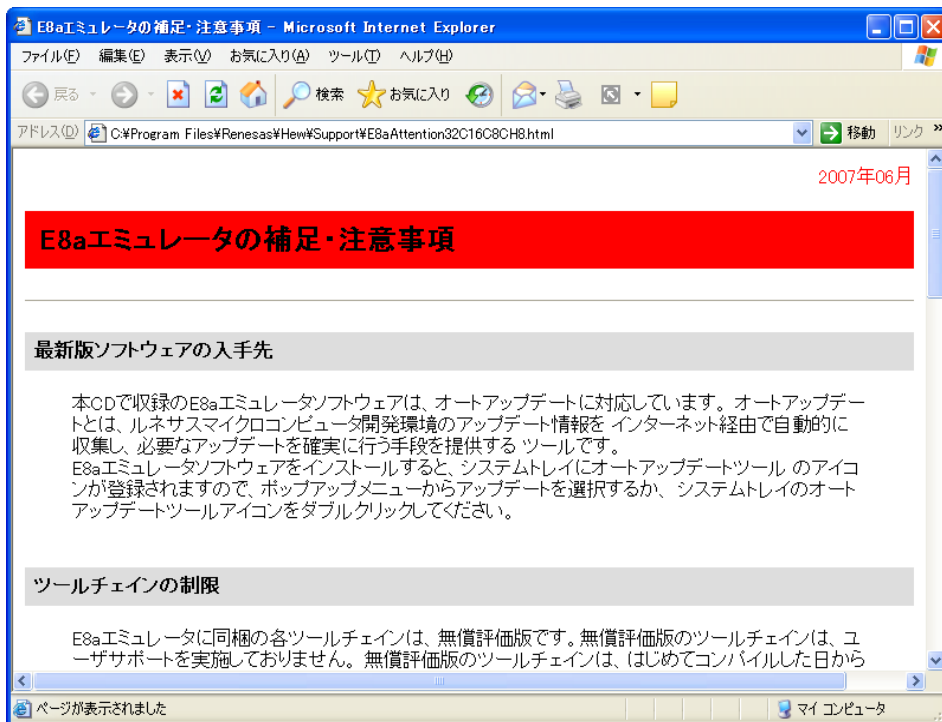 E8aエミュレータの補足・注意事項 - Microsoft Internet Explorer
ファイル(F) 編集(E) 表示(V) お気に入り(A) ツール(T) ヘルプ(H)
戻る 検索 お気に入り
アドレス(D) C:¥Program Files¥Renesas¥Hew¥Support¥E8aAttention32C16C8CH8.html 移動 リンク »
2007年06月
E8aエミュレータの補足・注意事項
最新版ソフトウェアの入手先
本CDで収録のE8aエミュレータソフトウェアは、オートアップデートに対応しています。オートアップデー
トとは、ルネサスマイクロコンピュータ開発環境のアップデート情報を インターネット経由で自動的に
収集し、必要なアップデートを確実に行う手段を提供する ツールです。
E8aエミュレータソフトウェアをインストールすると、システムトレイにオートアップデートツール のアイコ
ンが登録されますので、ポップアップメニューからアップデートを選択するか、 システムトレイのオート
アップデートツールアイコンをダブルクリックしてください。
ツールチェインの制限
E8aエミュレータに同梱の各ツールチェインは、無償評価版です。無償評価版のツールチェインは、ユ
ーザサポートを実施しておりません。 無償評価版のツールチェインは、はじめてコンパイルした日から
ページが表示されました マイ コンピュータ